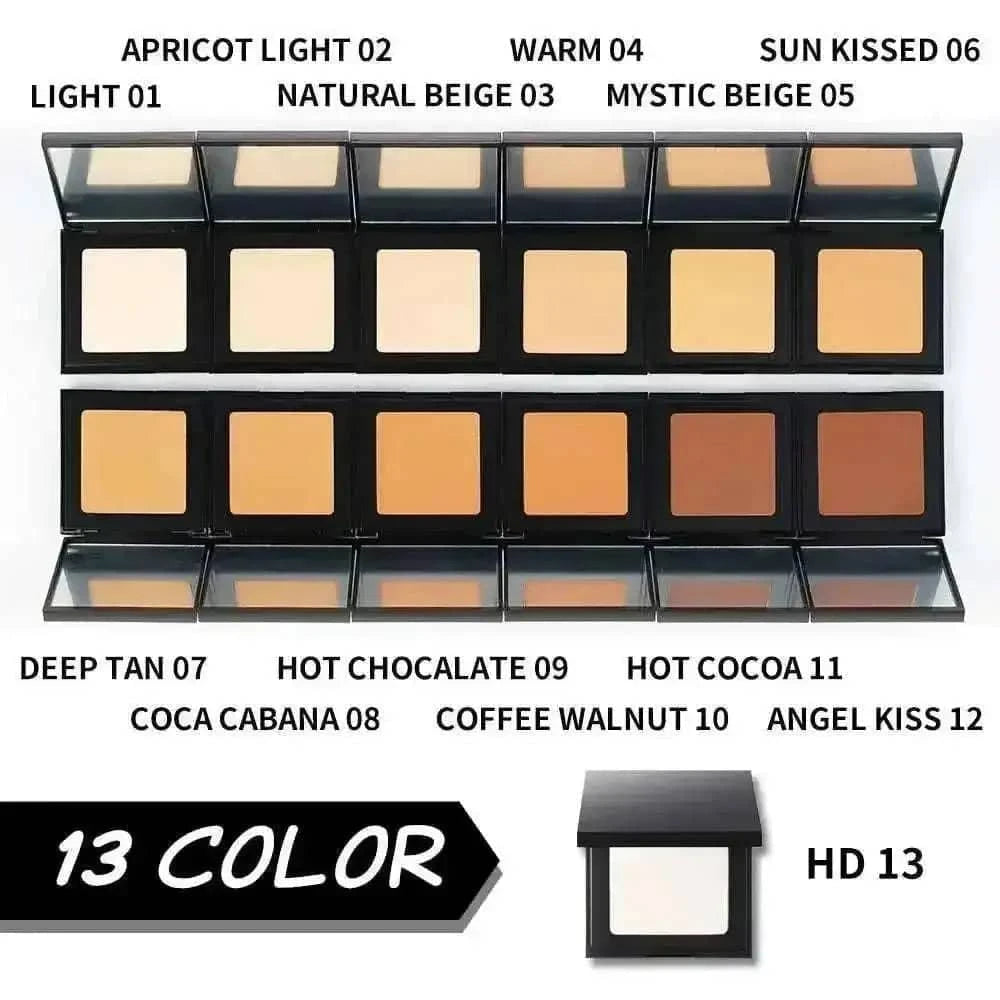 APRICOT LIGHT 02 WARM 04 SUN KISSED 06
LIGHT 01 NATURAL BEIGE 03 MYSTIC BEIGE 05
DEEP TAN 07 HOT CHOCALATE 09 HOT COCOA 11
COCA CABANA 08 COFFEE WALNUT 10 ANGEL KISS 12
13 COLOR
HD 13